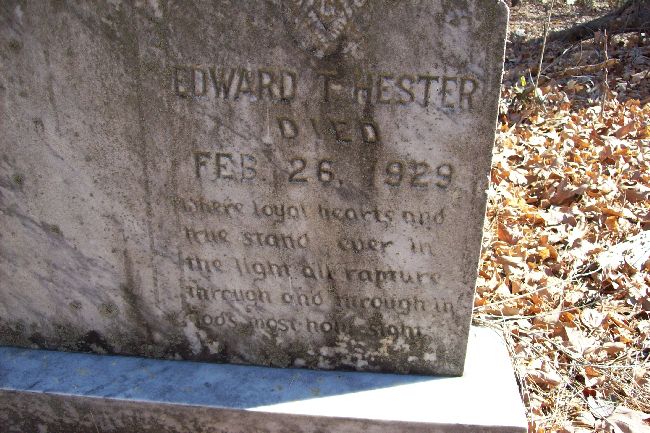 EDWARD T. HESTER
DIED
FEB. 26, 1929.
Where loyal hearts and
true stand ever in
the light all rapture
through and through in
God's most holy sight